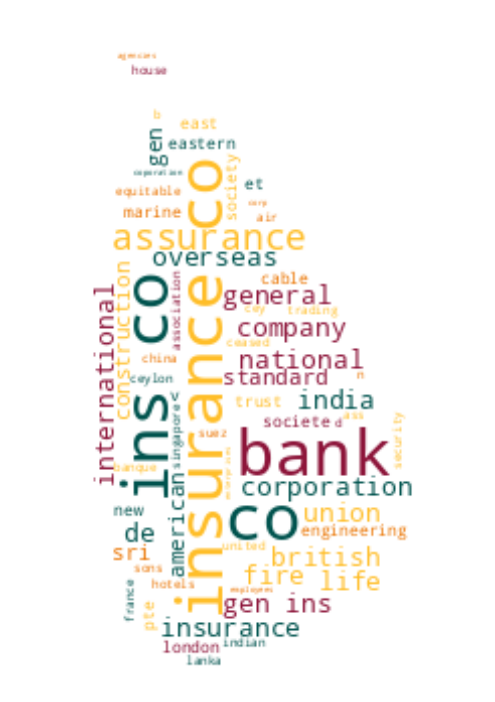 agencies
house
b
east
gen
eastern
coporation
et
society
equitable
corp
marine
air
assurance
overseas
cable
association
general
construction
cey
trading
company
ceased
international
china
national
ceylon
standard
n
trust
india
ass
societe
d
suez
v
singapore
security
bank
banque
enterprises
ins co
insurance co
corporation
american
co
new
union
de
engineering
united
sri
british
sons
fire
life
hotels
employees
france
pte
gen ins
insurance
london
indian
lanka